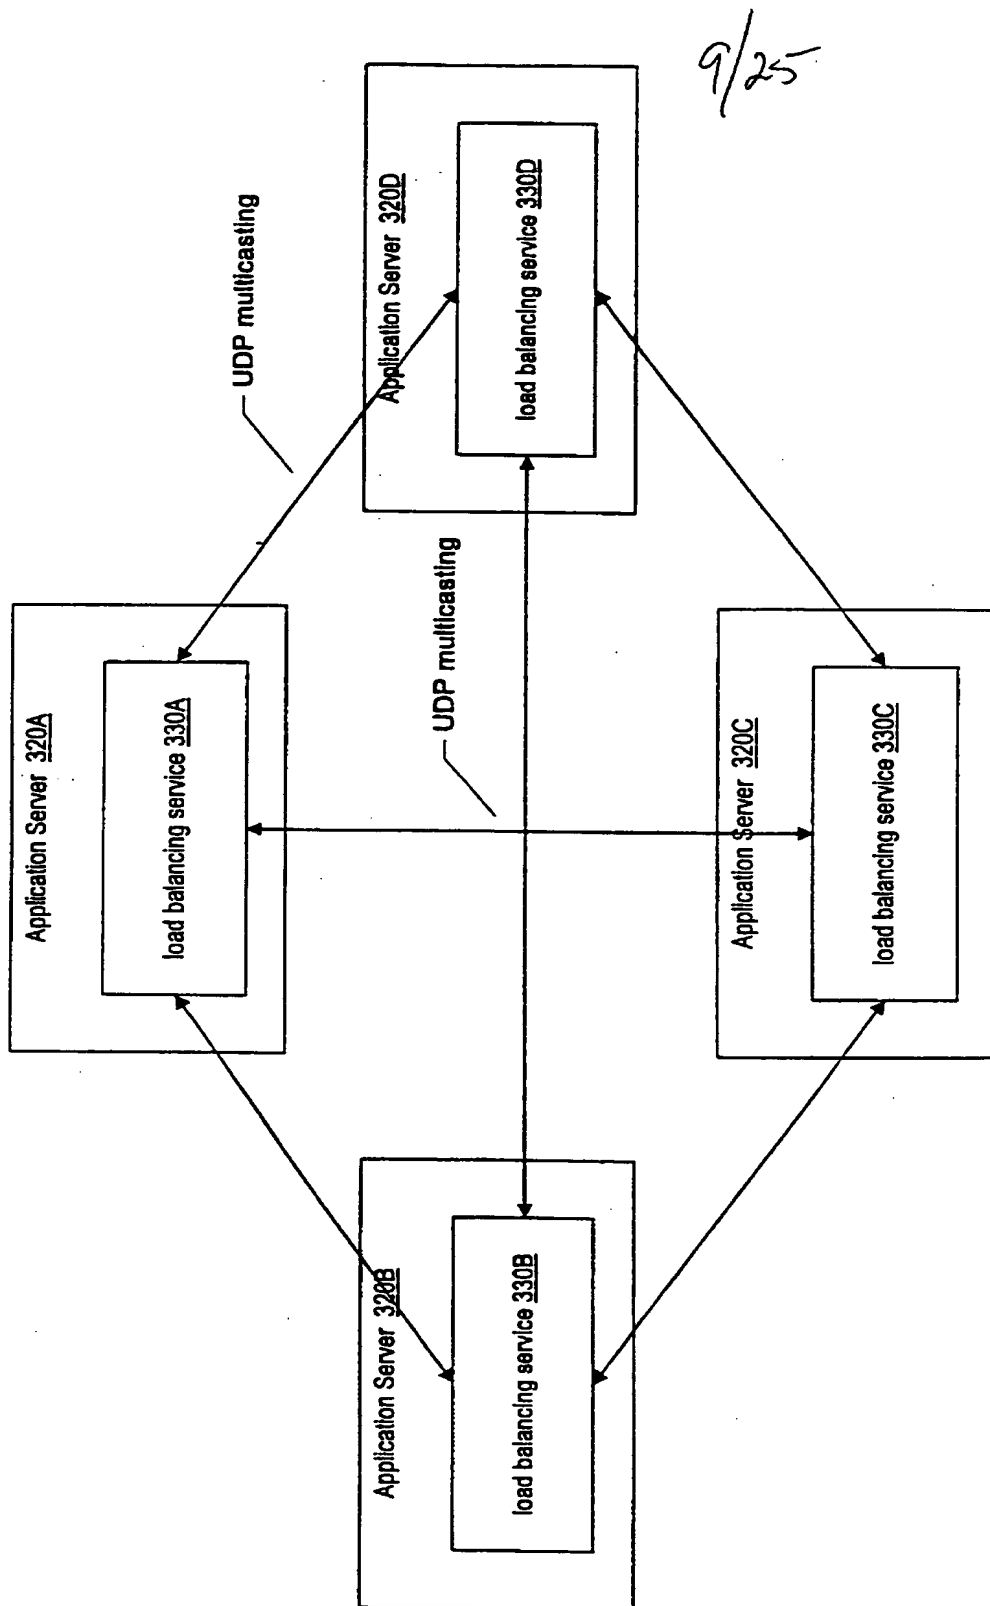 9/25
Application Server 320A
load balancing service 330A
UDP multicasting
Application Server 320B
load balancing service 330B
UDP multicasting
Application Server 320D
load balancing service 330D
Application Server 320C
load balancing service 330C